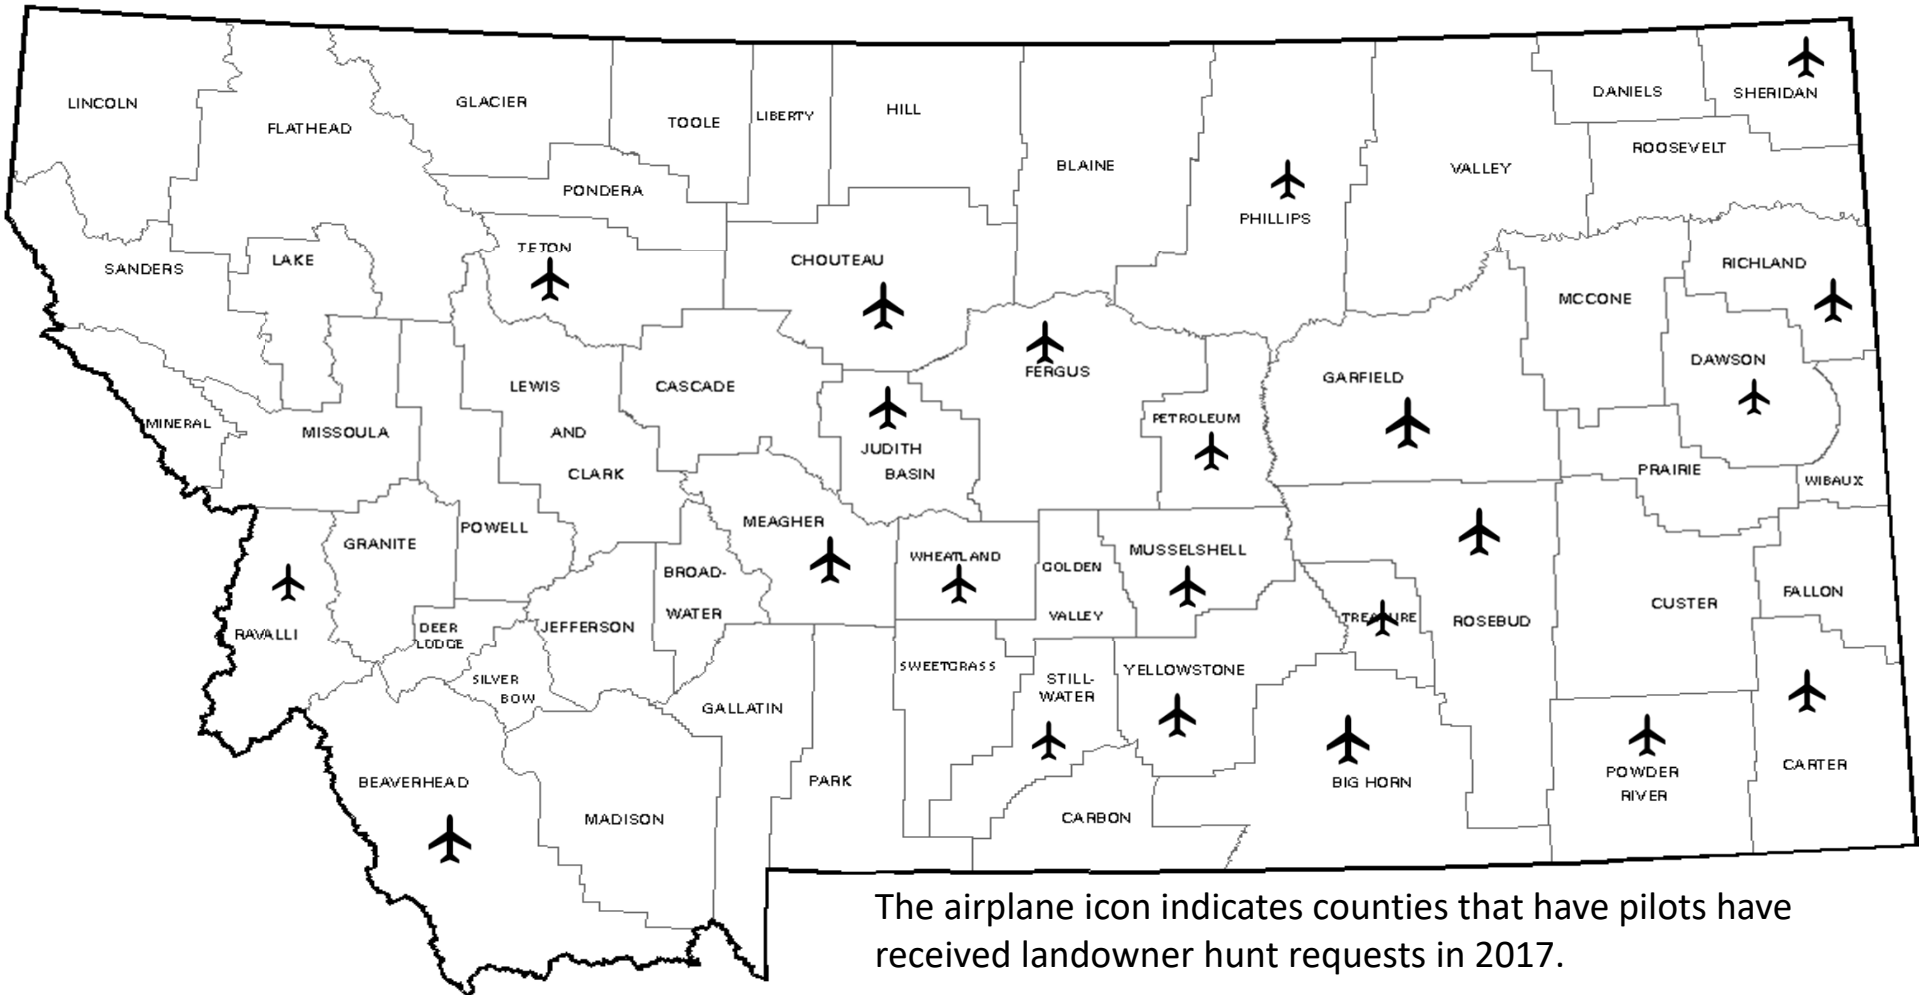 LINCOLN
FLATHEAD
GLACIER
TOOLE
LIBERTY
HILL
BLAINE
PHILLIPS
VALLEY
DANIELS
SHERIDAN
ROOSEVELT
PONDERA
SANDERS
LAKE
TETON
CHOUTEAU
RICHLAND
MCCONE
DAWSON
MINERAL
MISSOULA
LEWIS
AND
CLARK
CASCADE
JUDITH
BASIN
FERGUS
PETROLEUM
GARFIELD
PRAIRIE
WIBAUX
RAVALLI
GRANITE
POWELL
MEAGHER
WHEATLAND
GOLDEN
VALLEY
MUSSELSHELL
TREASURE
ROSEBUD
CUSTER
FALLON
DEER
LODGE
JEFFERSON
BROAD-
WATER
SILVER
BOW
GALLATIN
SWEETGRASS
STILL-
WATER
YELLOWSTONE
BEAVERHEAD
MADISON
PARK
CARBON
BIG HORN
POWDER
RIVER
CARTER
The airplane icon indicates counties that have pilots have
received landowner hunt requests in 2017.